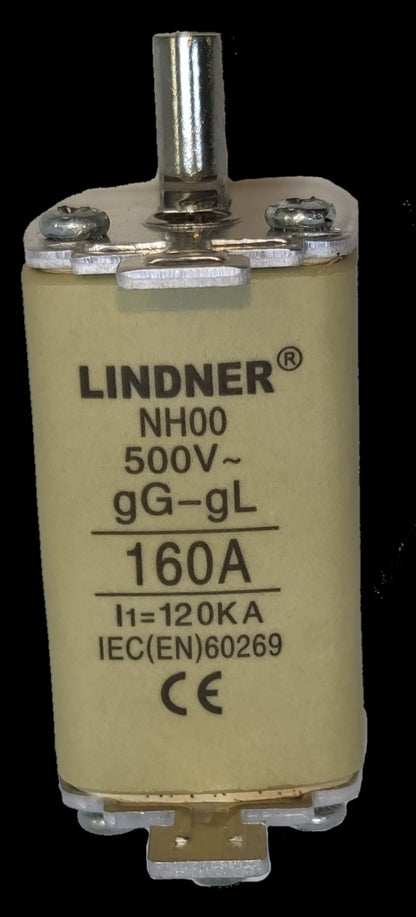 LINDNER®
NH00
500V~
gG-gL
160A
I1=120KA
IEC(EN)60269
CE